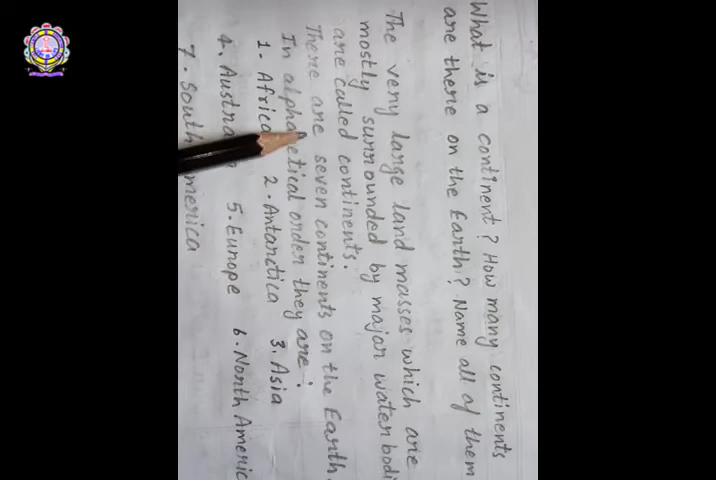 What is a continent? How many continents
are there on the Earth? Name all of them
The very large land masses which are
mostly surrounded by major water bodi
are called continents.
There are seven continents on the Earth.
In alpha etical order they are:
1. Africa 2. Antarctica 3. Asia
4. Austra 5. Europe 6. North Americ
7. South merica